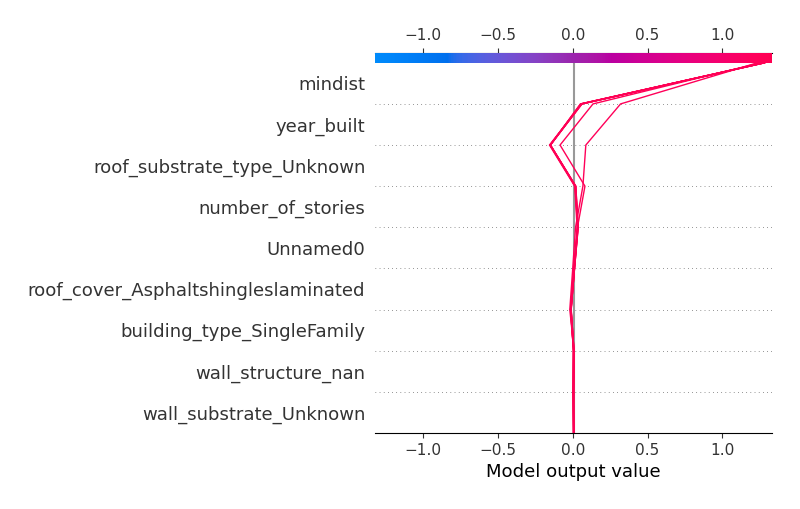 −1.0 −0.5 0.0 0.5 1.0
mindist
year_built
roof_substrate_type_Unknown
number_of_stories
Unnamed0
roof_cover_Asphaltshingleslaminated
building_type_SingleFamily
wall_structure_nan
wall_substrate_Unknown
−1.0 −0.5 0.0 0.5 1.0
Model output value